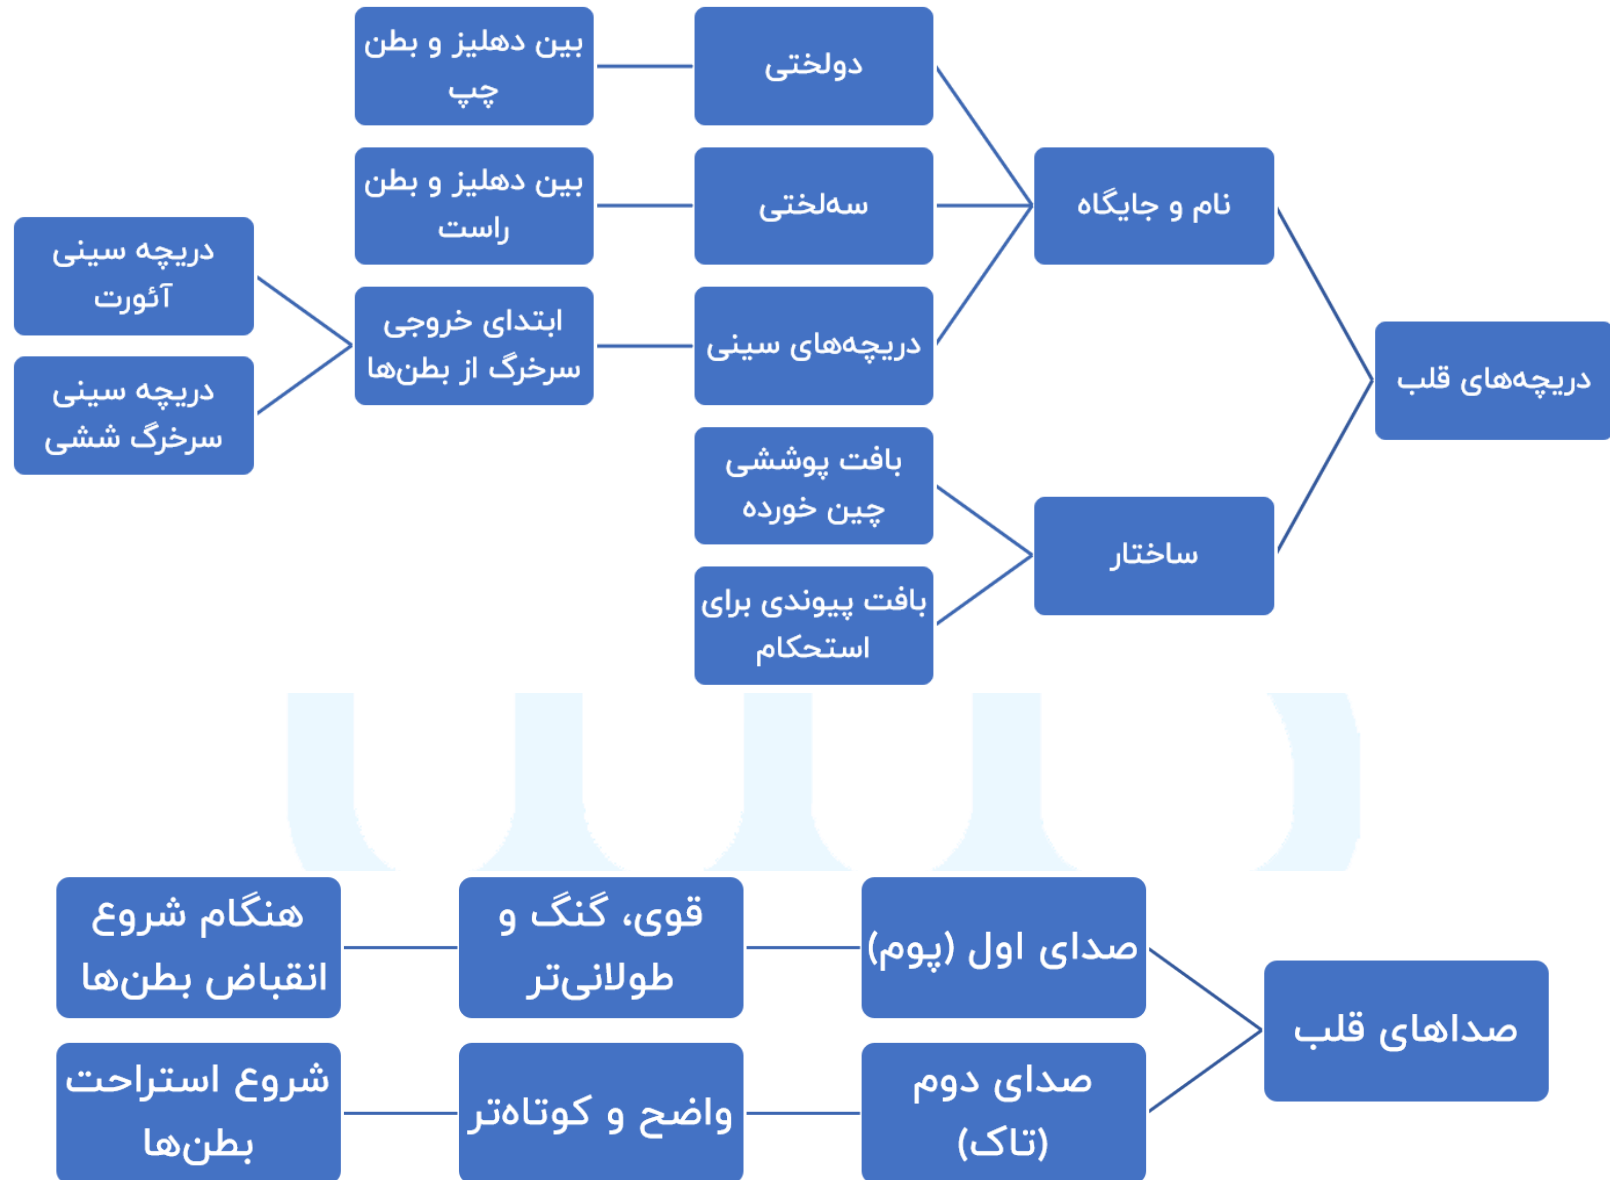 دریچه‌های قلب
نام و جایگاه
دولختی
بین دهلیز و بطن
چپ
سه‌لختی
بین دهلیز و بطن
راست
دریچه‌های سینی
ابتدای خروجی
سرخرگ از بطن‌ها
دریچه سینی
آئورت
دریچه سینی
سرخرگ ششی
ساختار
بافت پوششی
چین خورده
بافت پیوندی برای
استحکام
صداهای قلب
صدای اول (پوم)
قوی، گنگ و
طولانی‌تر
هنگام شروع
انقباض بطن‌ها
صدای دوم
(تاک)
واضح و کوتاه‌تر
شروع استراحت
بطن‌ها